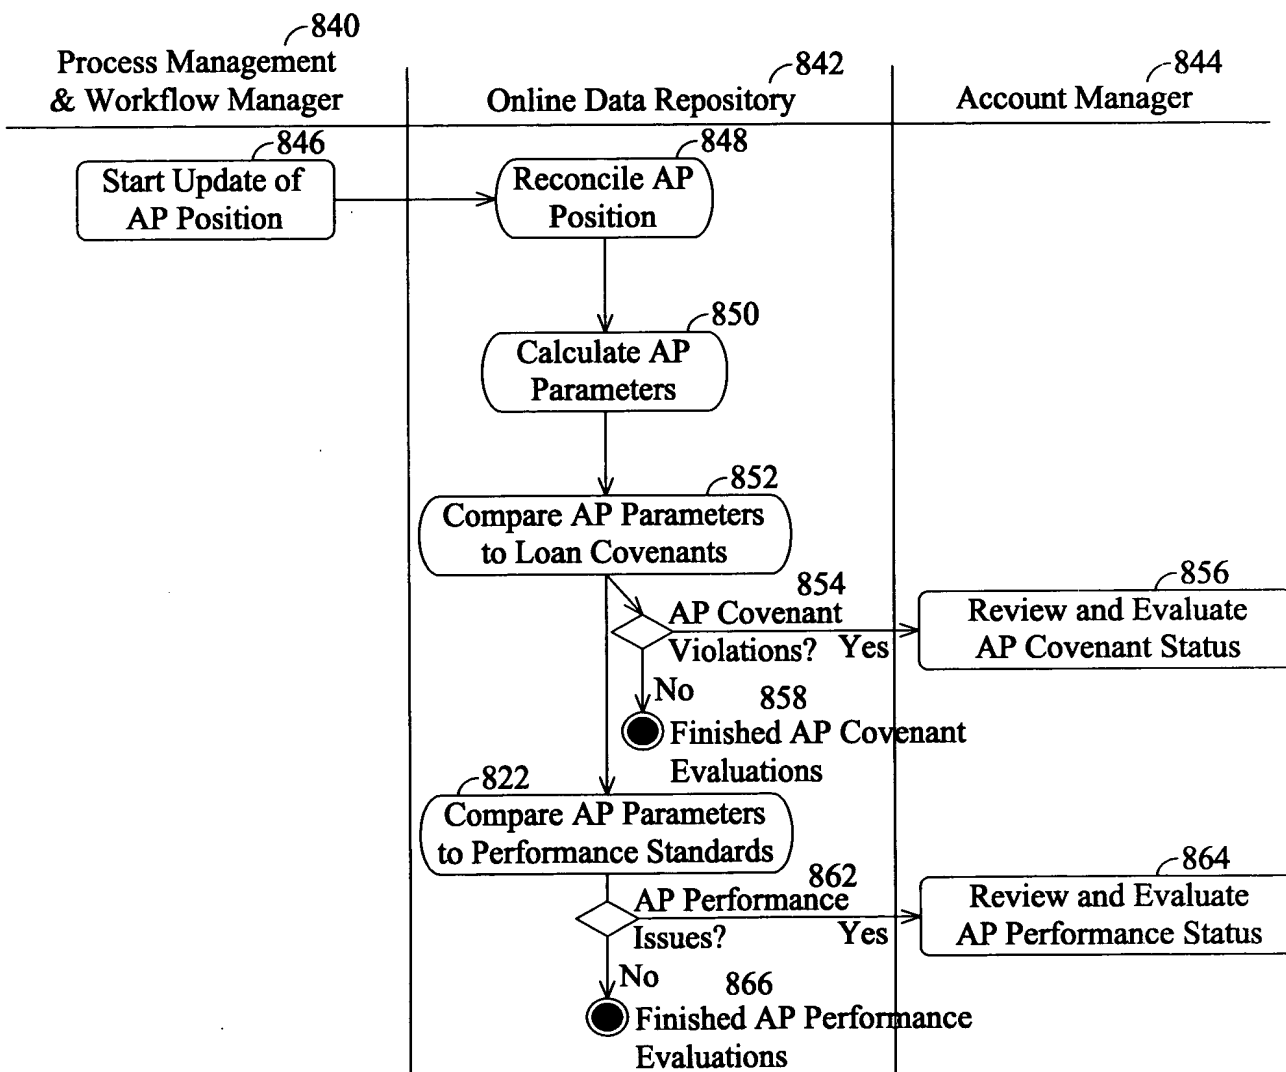 840
Process Management
& Workflow Manager
842
Online Data Repository
844
Account Manager
846
Start Update of
AP Position
848
Reconcile AP
Position
850
Calculate AP
Parameters
852
Compare AP Parameters
to Loan Covenants
854
AP Covenant
Violations? Yes
856
Review and Evaluate
AP Covenant Status
No
858
Finished AP Covenant
Evaluations
822
Compare AP Parameters
to Performance Standards
862
AP Performance
Issues? Yes
864
Review and Evaluate
AP Performance Status
No
866
Finished AP Performance
Evaluations